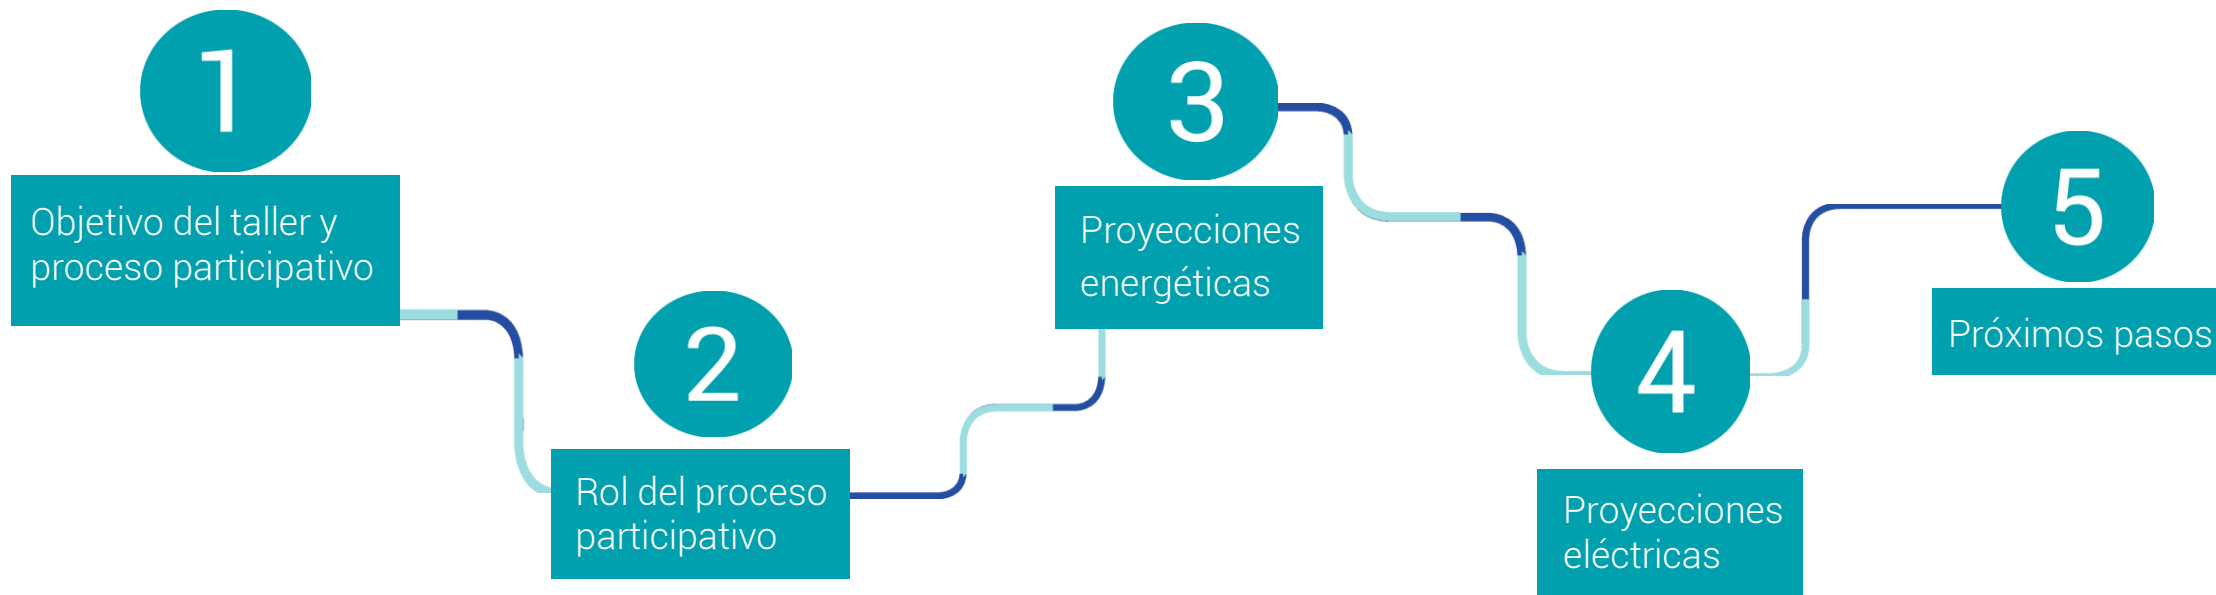 1
Objetivo del taller y
proceso participativo
2
Rol del proceso
participativo
3
Proyecciones
energéticas
4
Proyecciones
eléctricas
5
Próximos pasos